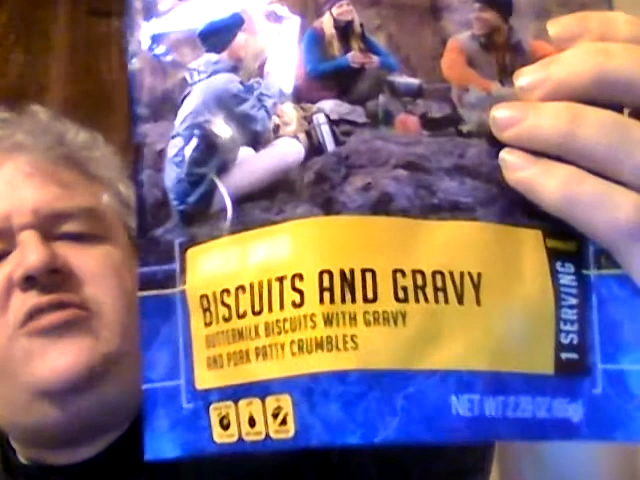 BISCUITS AND GRAVY
BUTTERMILK BISCUITS WITH GRAVY
AND PORK PATTY CRUMBLES
1 SERVING
NET WT 2.29 OZ (65g)